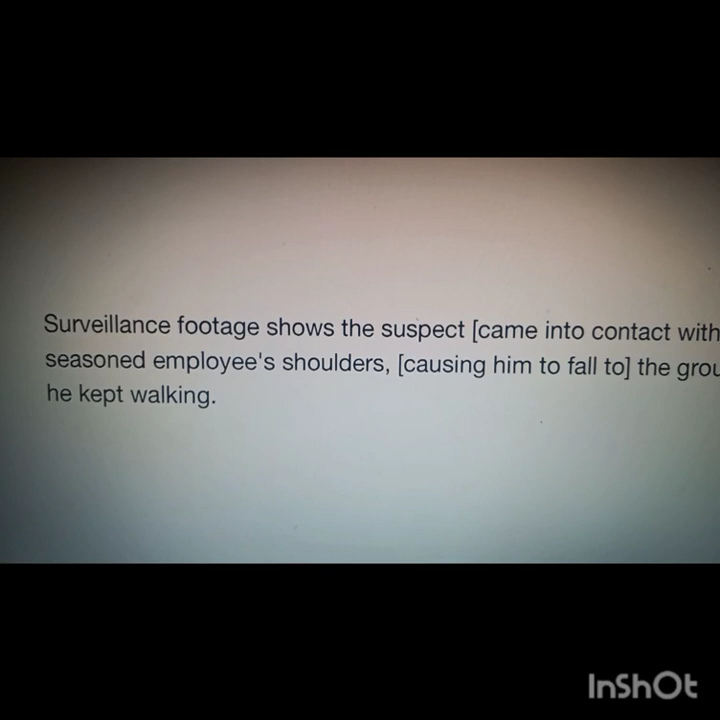 Surveillance footage shows the suspect [came into contact with
seasoned employee's shoulders, [causing him to fall to] the
he kept walking.
InShOt